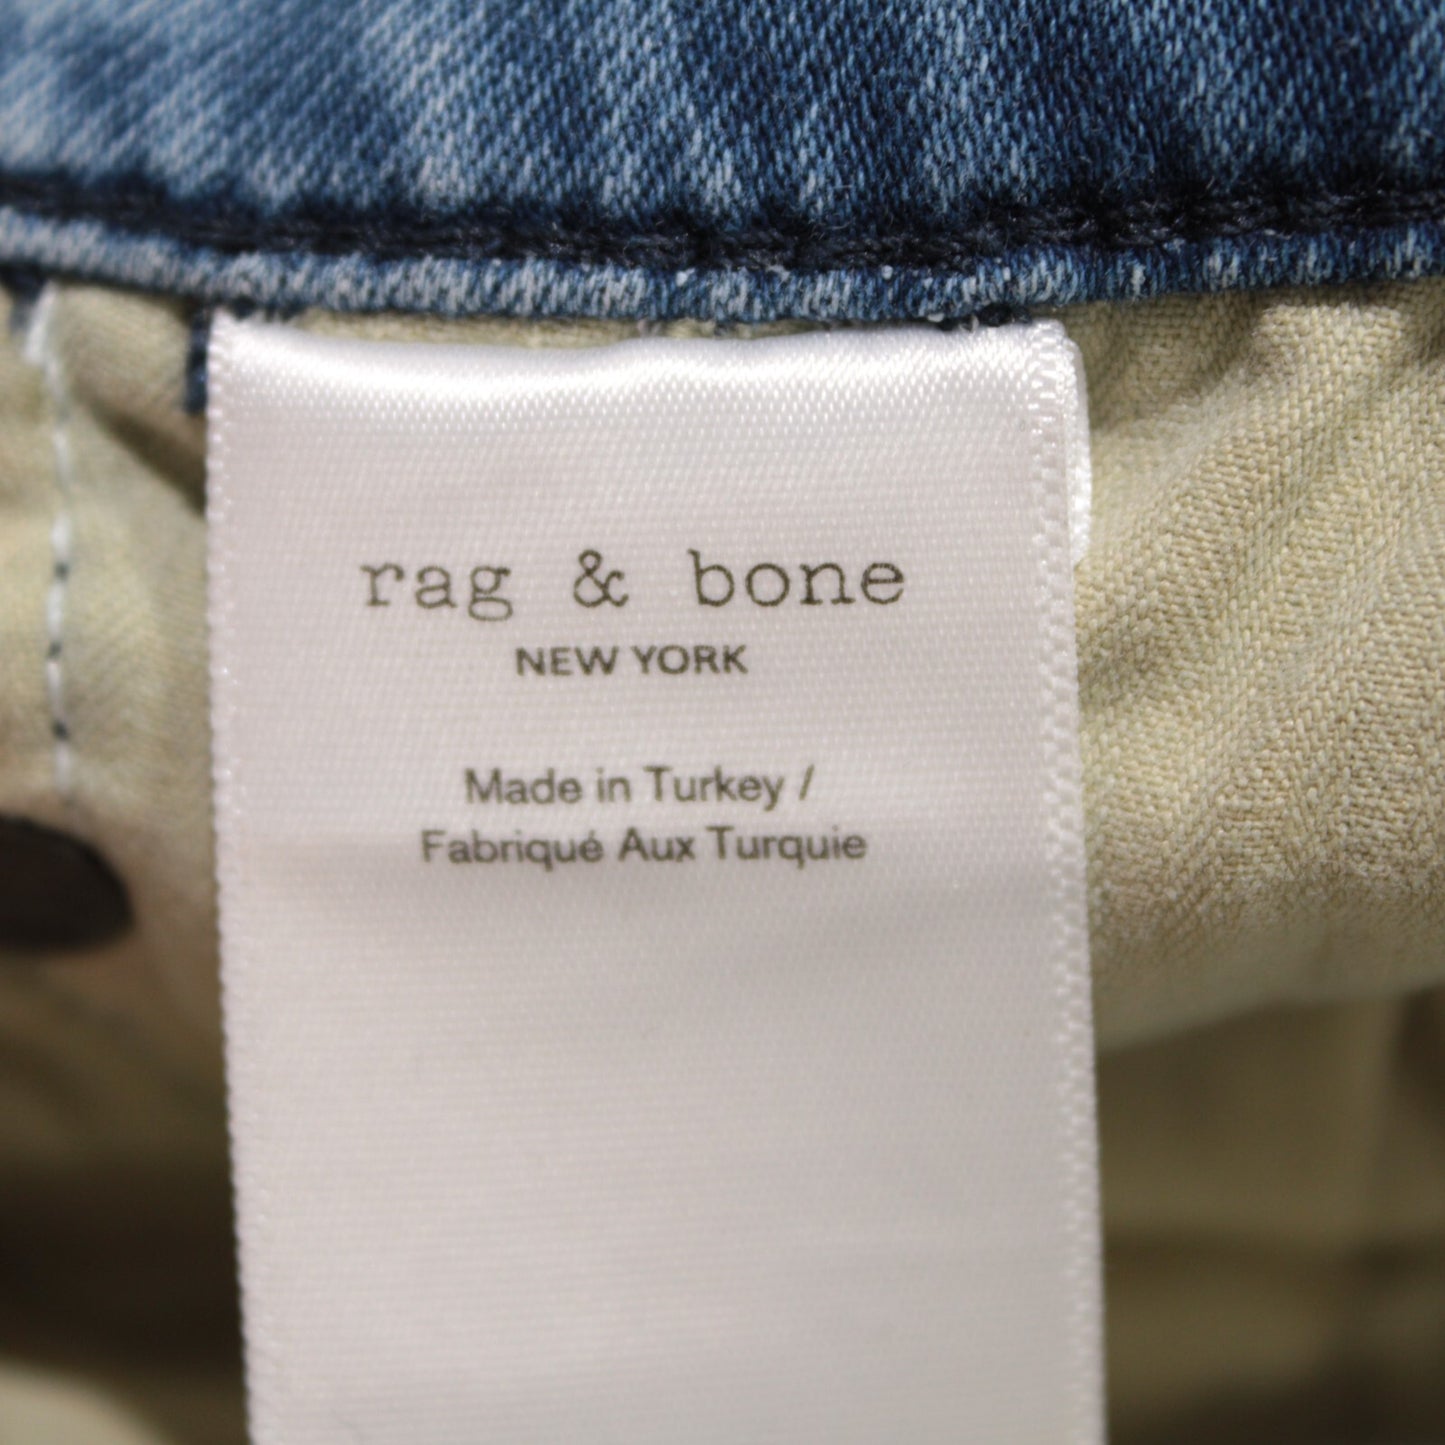 rag & bone
NEW YORK
Made in Turkey /
Fabriqué Aux Turquie